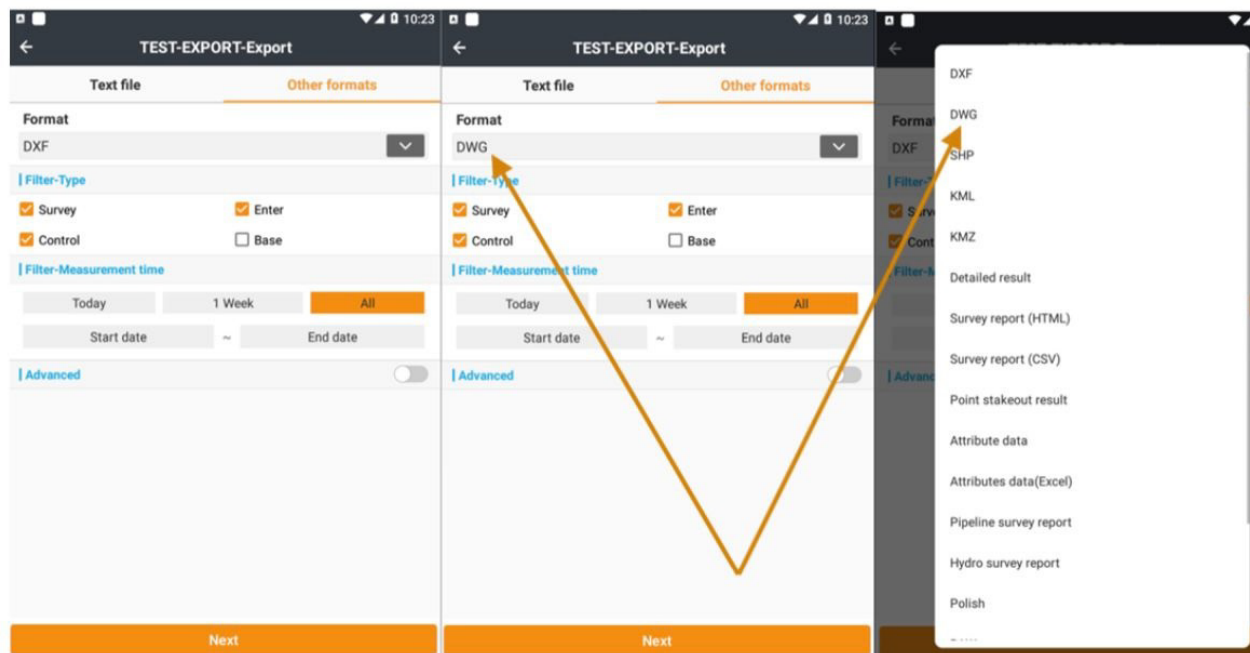 10:23
TEST-EXPORT-Export
Text file
Other formats
Format
DXF
Filter-Type
Survey
Enter
Control
Base
Filter-Measurement time
Today
1 Week
All
Start date
~
End date
Advanced
Next
10:23
TEST-EXPORT-Export
Text file
Other formats
Format
DWG
Filter-Type
Survey
Enter
Control
Base
Filter-Measurement time
Today
1 Week
All
Start date
~
End date
Advanced
Next
DXF
DWG
SHP
KML
KMZ
Detailed result
Survey report (HTML)
Survey report (CSV)
Point stakeout result
Attribute data
Attributes data(Excel)
Pipeline survey report
Hydro survey report
Polish
Format
DXF